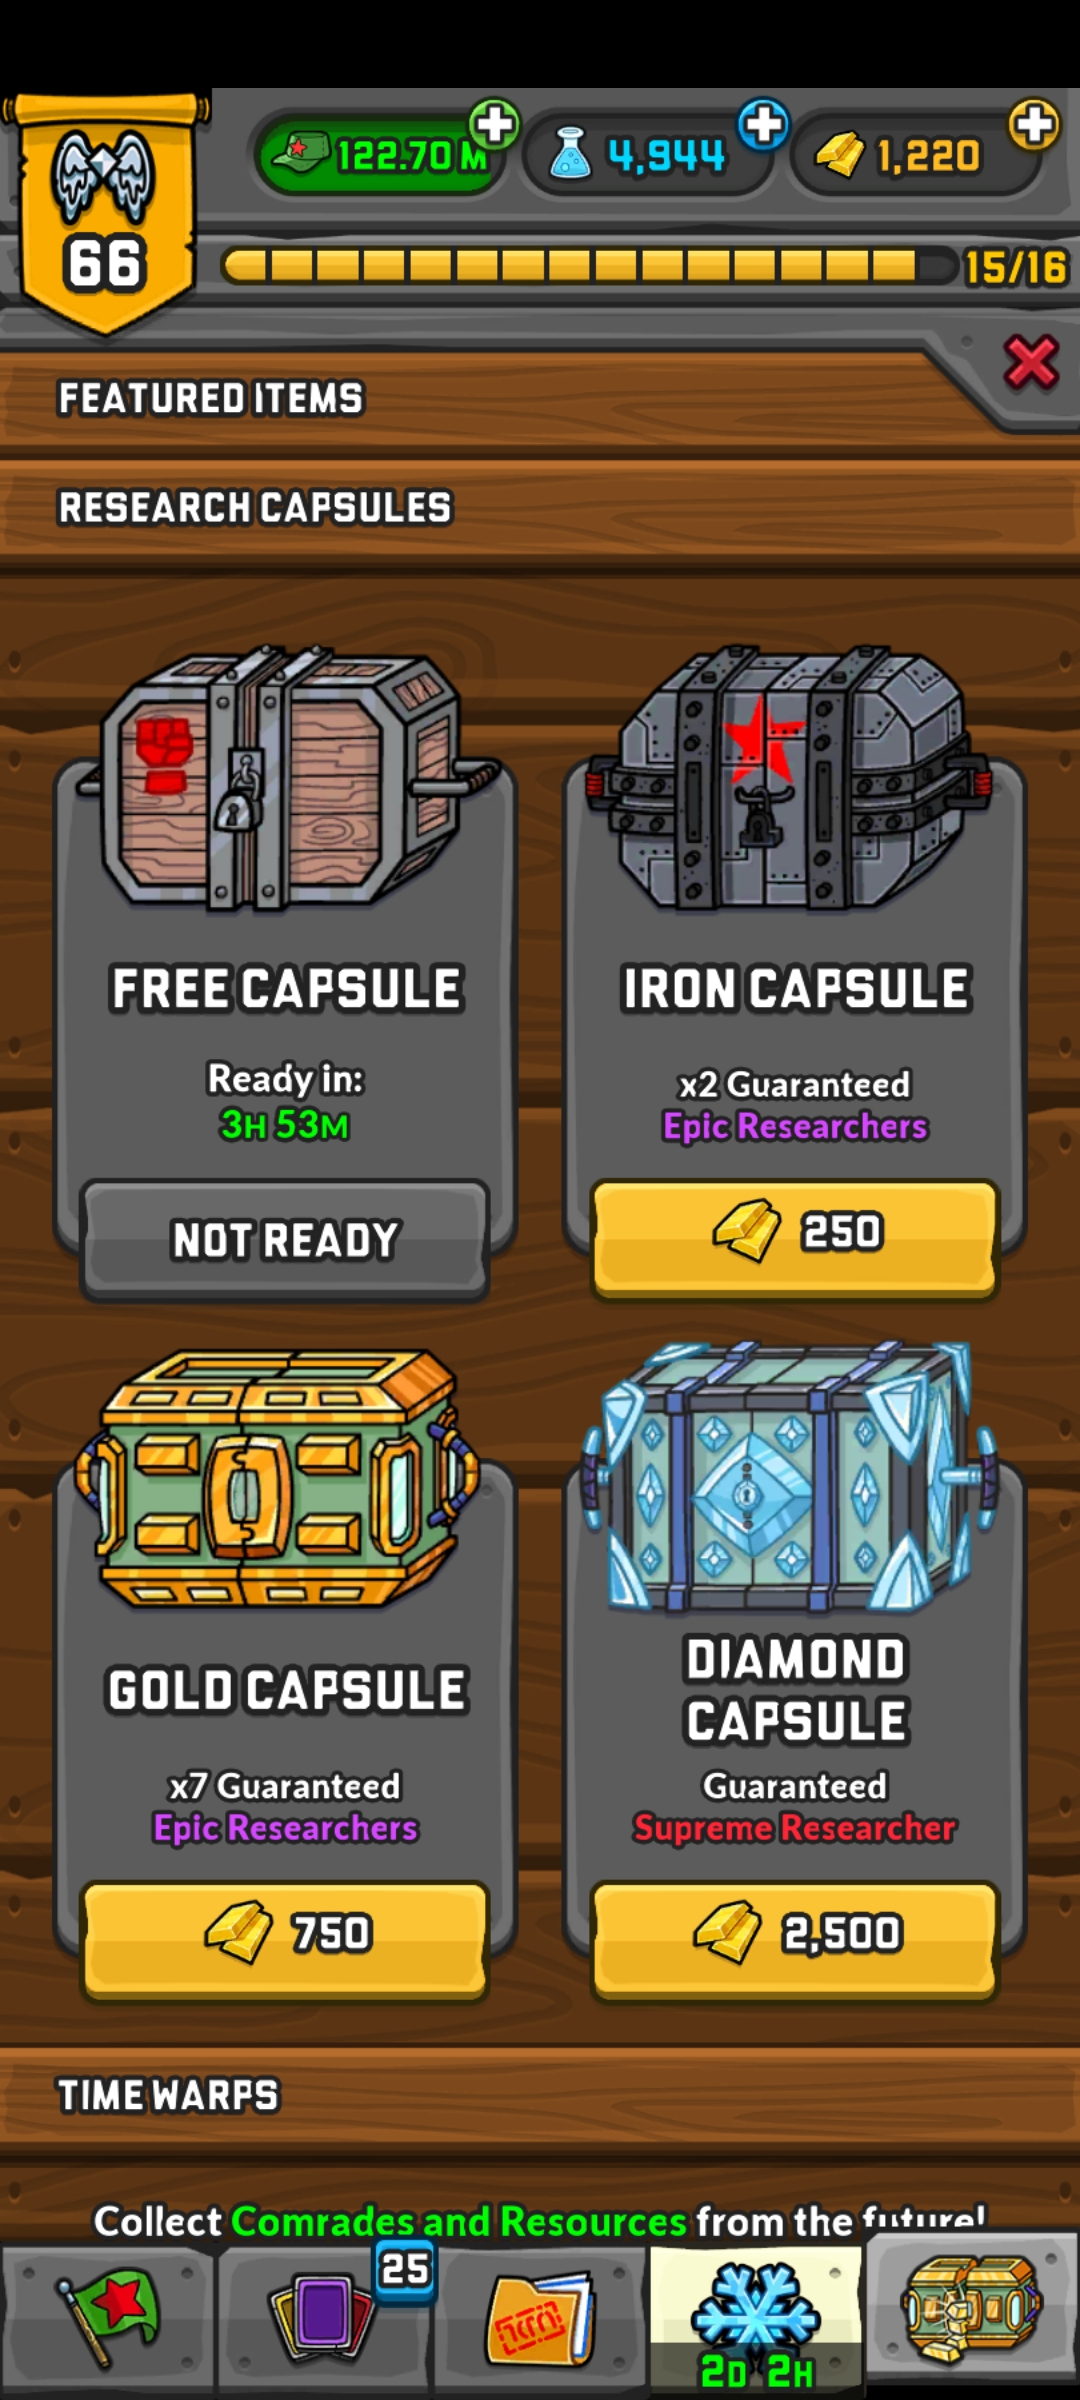 122.70 M
4,944
1,220
66
15/16
FEATURED ITEMS
RESEARCH CAPSULES
FREE CAPSULE
Ready in:
3H 53M
NOT READY
IRON CAPSULE
x2 Guaranteed
Epic Researchers
250
GOLD CAPSULE
x7 Guaranteed
Epic Researchers
750
DIAMOND
CAPSULE
Guaranteed
Supreme Researcher
2,500
TIME WARPS
Collect Comrades and Resources from the future!
25
2D 2H